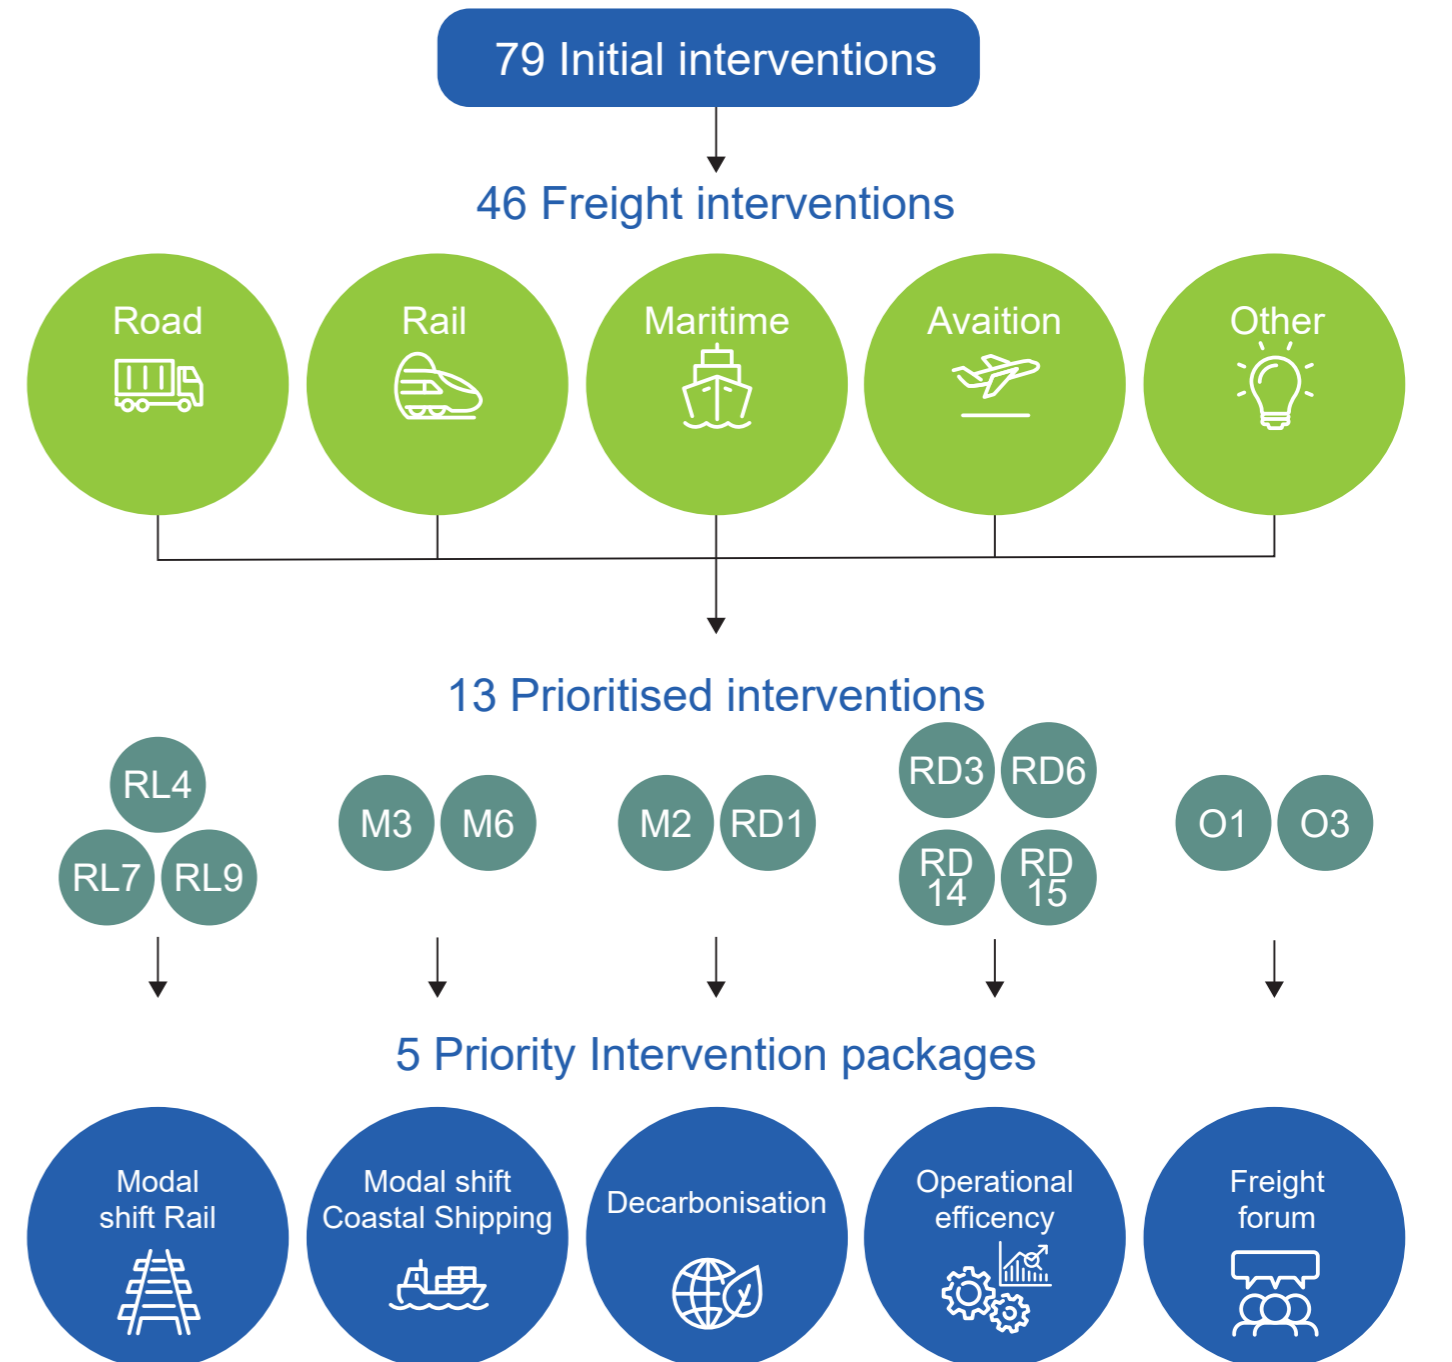 79 Initial interventions
46 Freight interventions
Road
Rail
Maritime
Avaition
Other
13 Prioritised interventions
RL4
RL7
RL9
M3
M6
M2
RD1
RD3
RD6
RD
14
RD
15
O1
O3
5 Priority Intervention packages
Modal
shift Rail
Modal shift
Coastal Shipping
Decarbonisation
Operational
efficency
Freight
forum